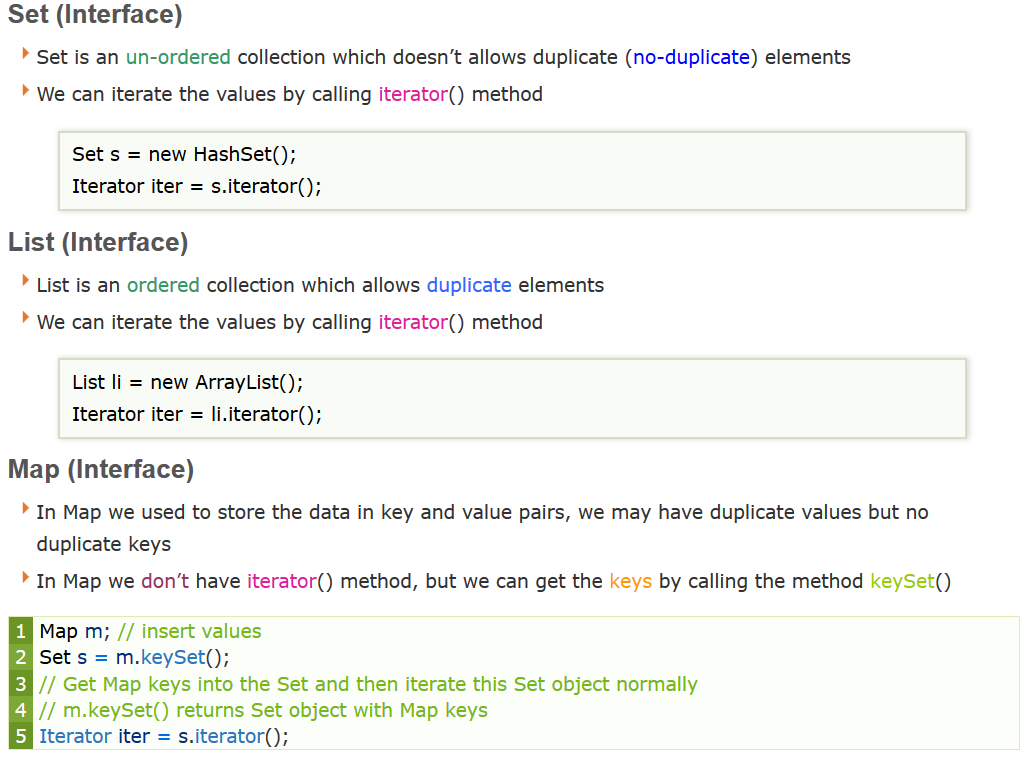 Set (Interface)
Set is an un-ordered collection which doesn’t allows duplicate (no-duplicate) elements
We can iterate the values by calling iterator() method
Set s = new HashSet();
Iterator iter = s.iterator();
List (Interface)
List is an ordered collection which allows duplicate elements
We can iterate the values by calling iterator() method
List li = new ArrayList();
Iterator iter = li.iterator();
Map (Interface)
In Map we used to store the data in key and value pairs, we may have duplicate values but no
duplicate keys
In Map we don’t have iterator() method, but we can get the keys by calling the method keySet()
1 Map m; // insert values
2 Set s = m.keySet();
3 // Get Map keys into the Set and then iterate this Set object normally
4 // m.keySet() returns Set object with Map keys
5 Iterator iter = s.iterator();